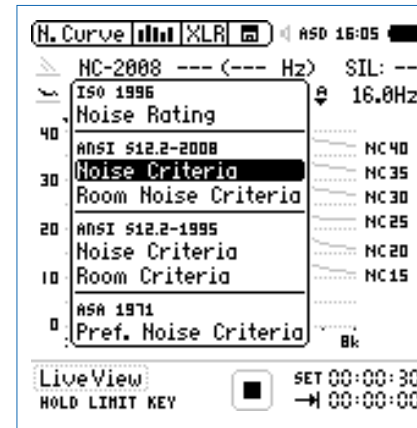 N. Curve XLR ASD 16:05
NC-2008 --- (--- Hz) SIL: --
ISO 1996
16.0Hz
Noise Rating
40
ANSI S12.2-2008
NC40
Noise Criteria
NC35
30
Room Noise Criteria
NC30
20
ANSI S12.2-1995
NC25
Noise Criteria
NC20
10
Room Criteria
NC15
ASA 1971
0
Pref. Noise Criteria
8k
LiveView
SET 00:00:30
HOLD LIMIT KEY
00:00:00